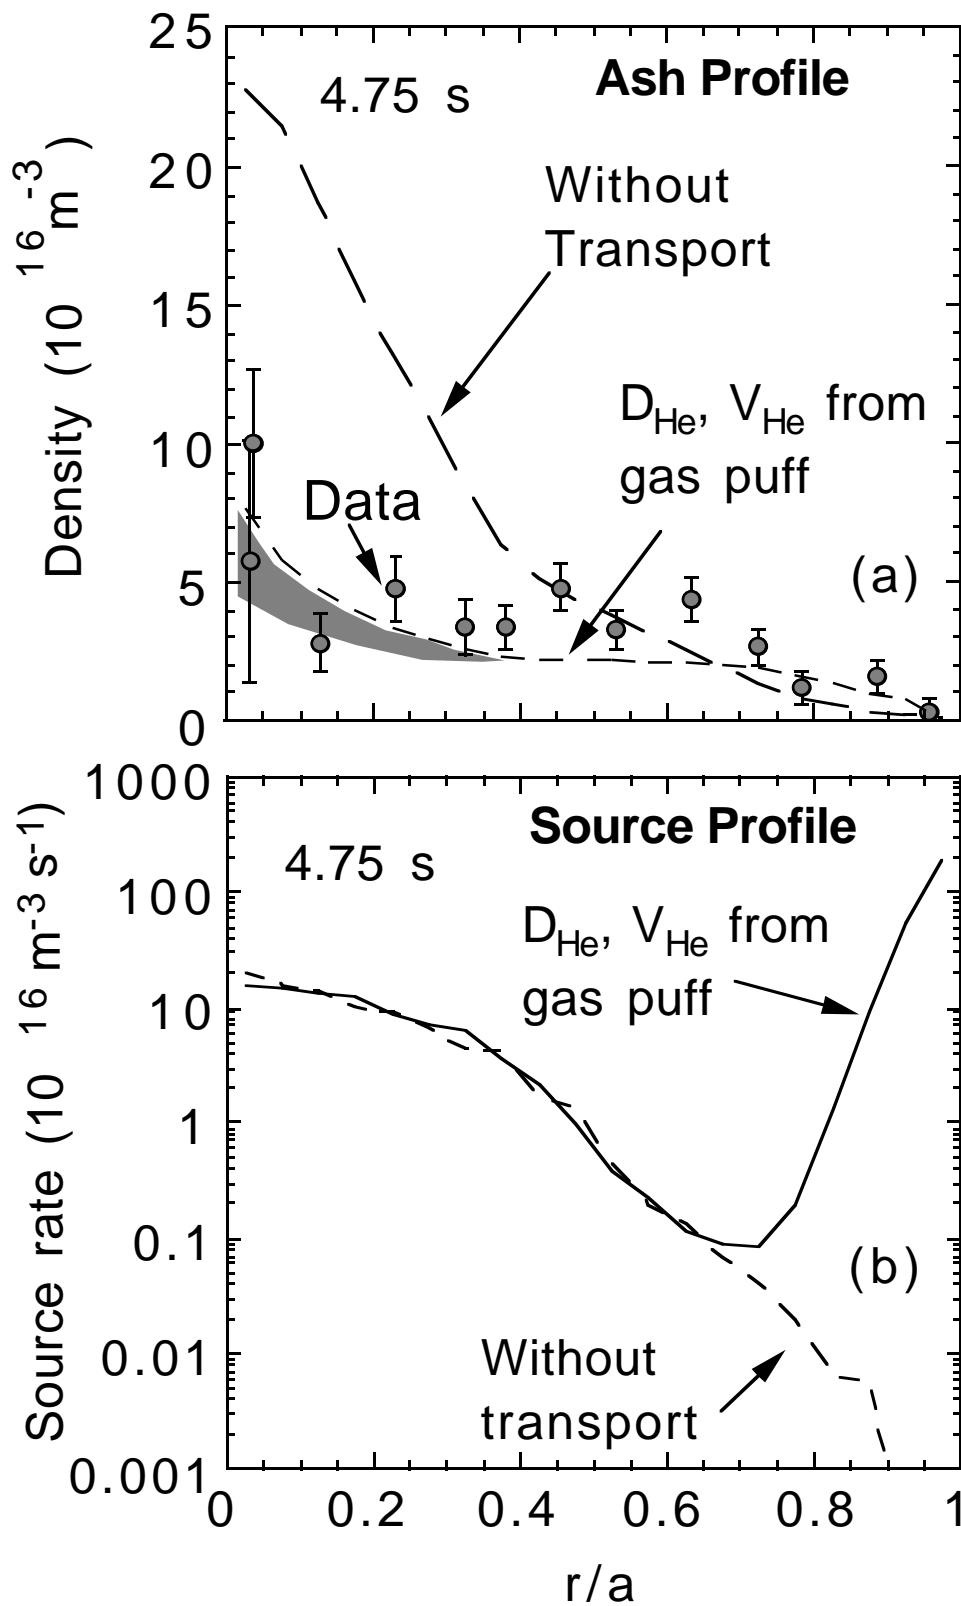 25
Ash Profile
4.75 s
20
Without
Transport
15
D_He, V_He from
gas puff
10
Data
5
(a)
0
Density (10 ^16 m^-3)
1000
Source Profile
4.75 s
100
D_He, V_He from
gas puff
10
1
0.1
(b)
Without
transport
0.01
0.001
Source rate (10 ^16 m^-3 s^-1)
0 0.2 0.4 0.6 0.8 1
r/a